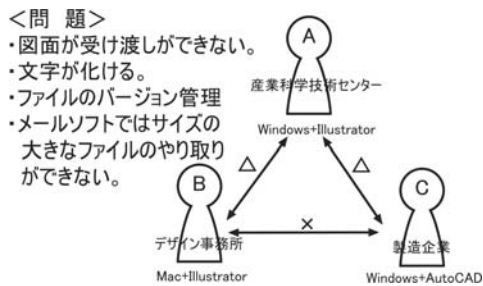 ＜問 題＞
・図面が受け渡しができない。
・文字が化ける。
・ファイルのバージョン管理
・メールソフトではサイズの
大きなファイルのやり取り
ができない。
A
産業科学技術センター
Windows+Illustrator
△
△
B
C
×
デザイン事務所
製造企業
Mac+Illustrator
Windows+AutoCAD